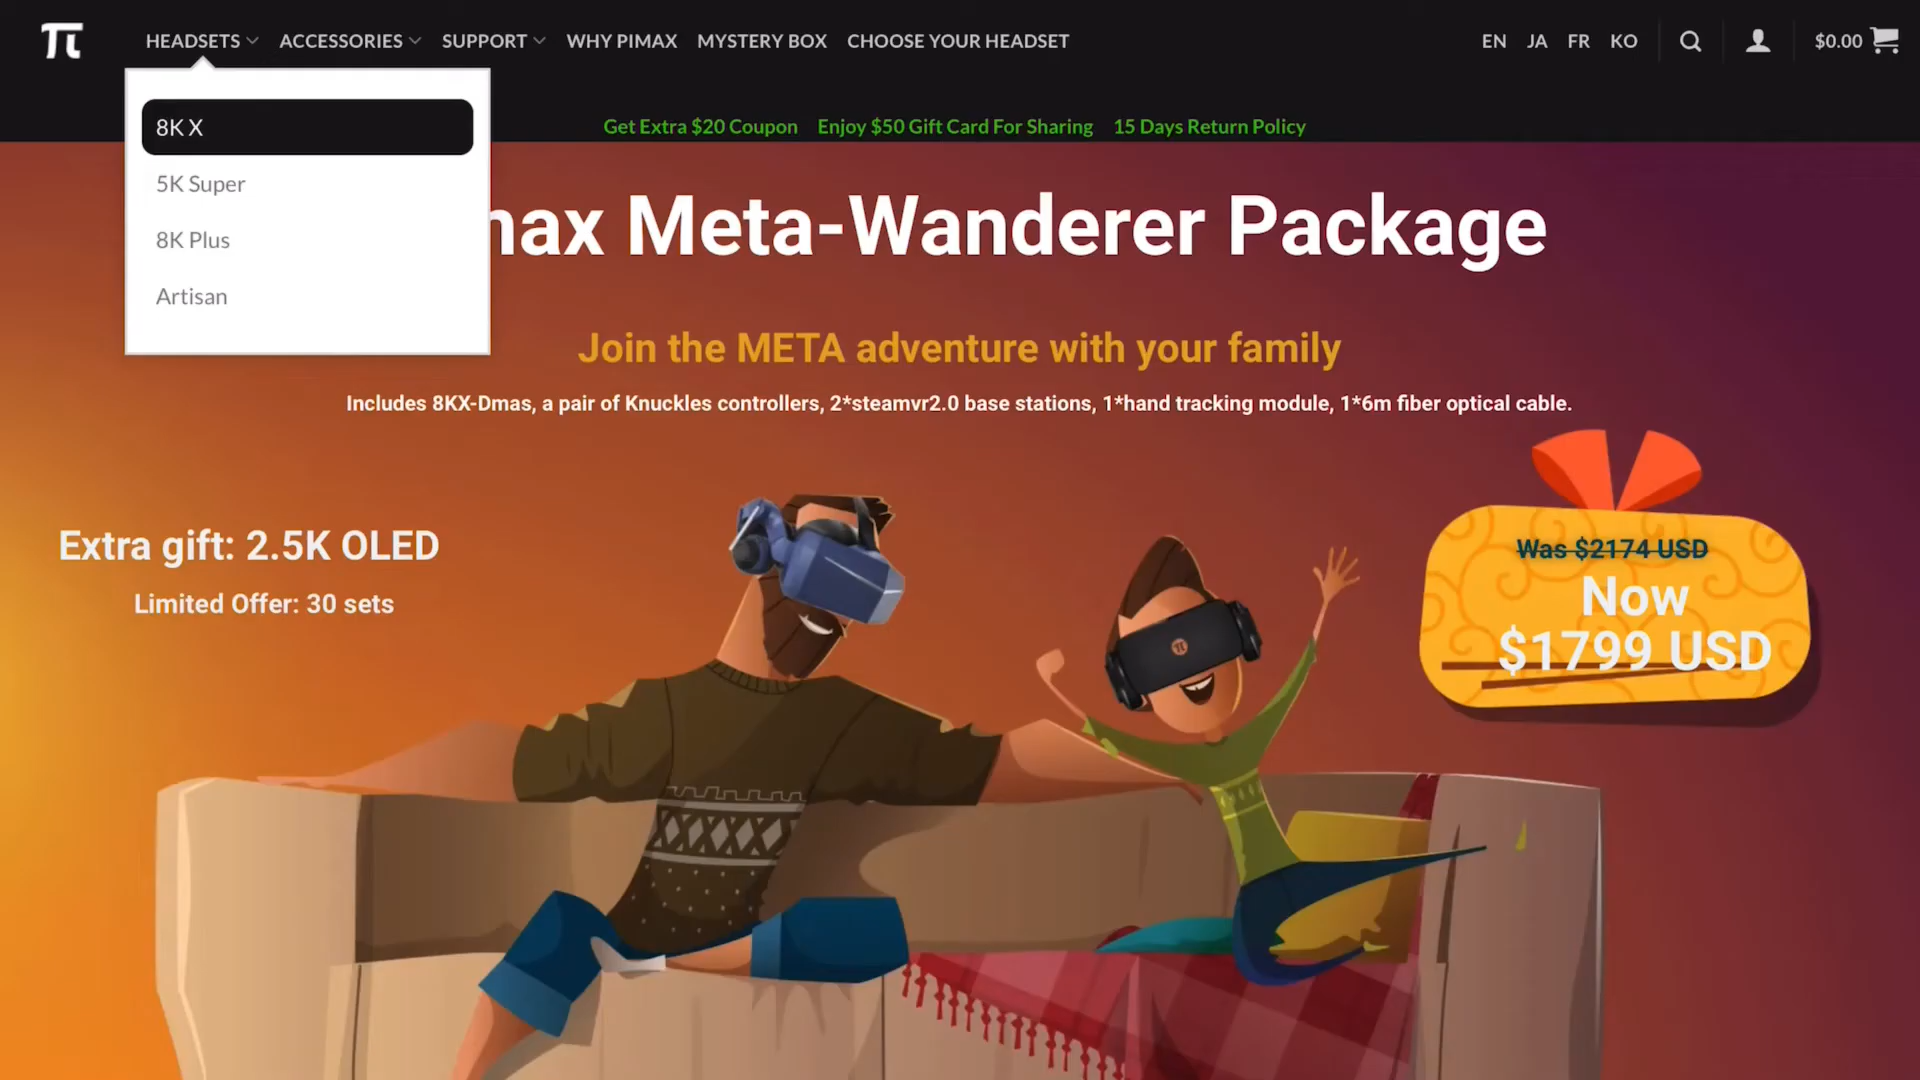 HEADSETS ACCESSORIES SUPPORT WHY PIMAX MYSTERY BOX CHOOSE YOUR HEADSET EN JA FR KO $0.00
8K X
5K Super
8K Plus
Artisan
Get Extra $20 Coupon Enjoy $50 Gift Card For Sharing 15 Days Return Policy
max Meta-Wanderer Package
Join the META adventure with your family
Includes 8KX-Dmas, a pair of Knuckles controllers, 2*steamvr2.0 base stations, 1*hand tracking module, 1*6m fiber optical cable.
Extra gift: 2.5K OLED
Limited Offer: 30 sets
Was $2174 USD
Now
$1799 USD